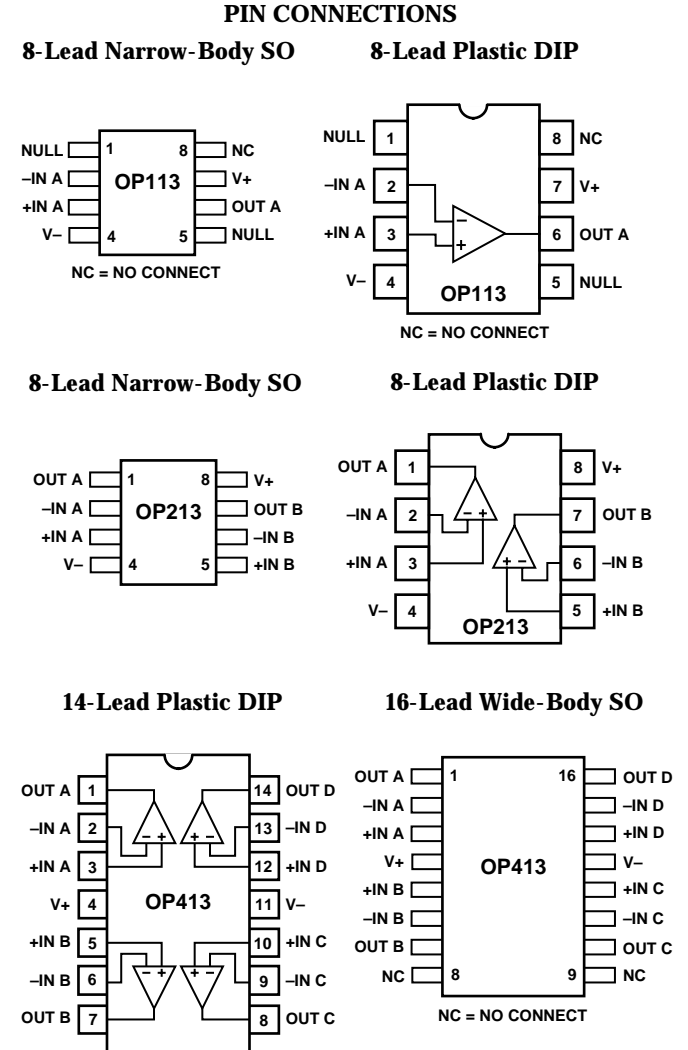 PIN CONNECTIONS
8-Lead Narrow-Body SO
NULL 1 8 NC
–IN A OP113 V+
+IN A OUT A
V– 4 5 NULL
NC = NO CONNECT
8-Lead Plastic DIP
NULL 1 8 NC
–IN A 2 7 V+
– +
+IN A 3 6 OUT A
V– 4 5 NULL
OP113
NC = NO CONNECT
8-Lead Narrow-Body SO
OUT A 1 8 V+
–IN A OP213 OUT B
+IN A –IN B
V– 4 5 +IN B
8-Lead Plastic DIP
OUT A 1 8 V+
–IN A 2 – + 7 OUT B
+IN A 3 + – 6 –IN B
V– 4 5 +IN B
OP213
14-Lead Plastic DIP
OUT A 1 14 OUT D
–IN A 2 – + + – 13 –IN D
+IN A 3 12 +IN D
V+ 4 OP413 11 V–
+IN B 5 10 +IN C
–IN B 6 – + + – 9 –IN C
OUT B 7 8 OUT C
16-Lead Wide-Body SO
OUT A 1 16 OUT D
–IN A –IN D
+IN A +IN D
V+ OP413 V–
+IN B +IN C
–IN B –IN C
OUT B OUT C
NC 8 9 NC
NC = NO CONNECT